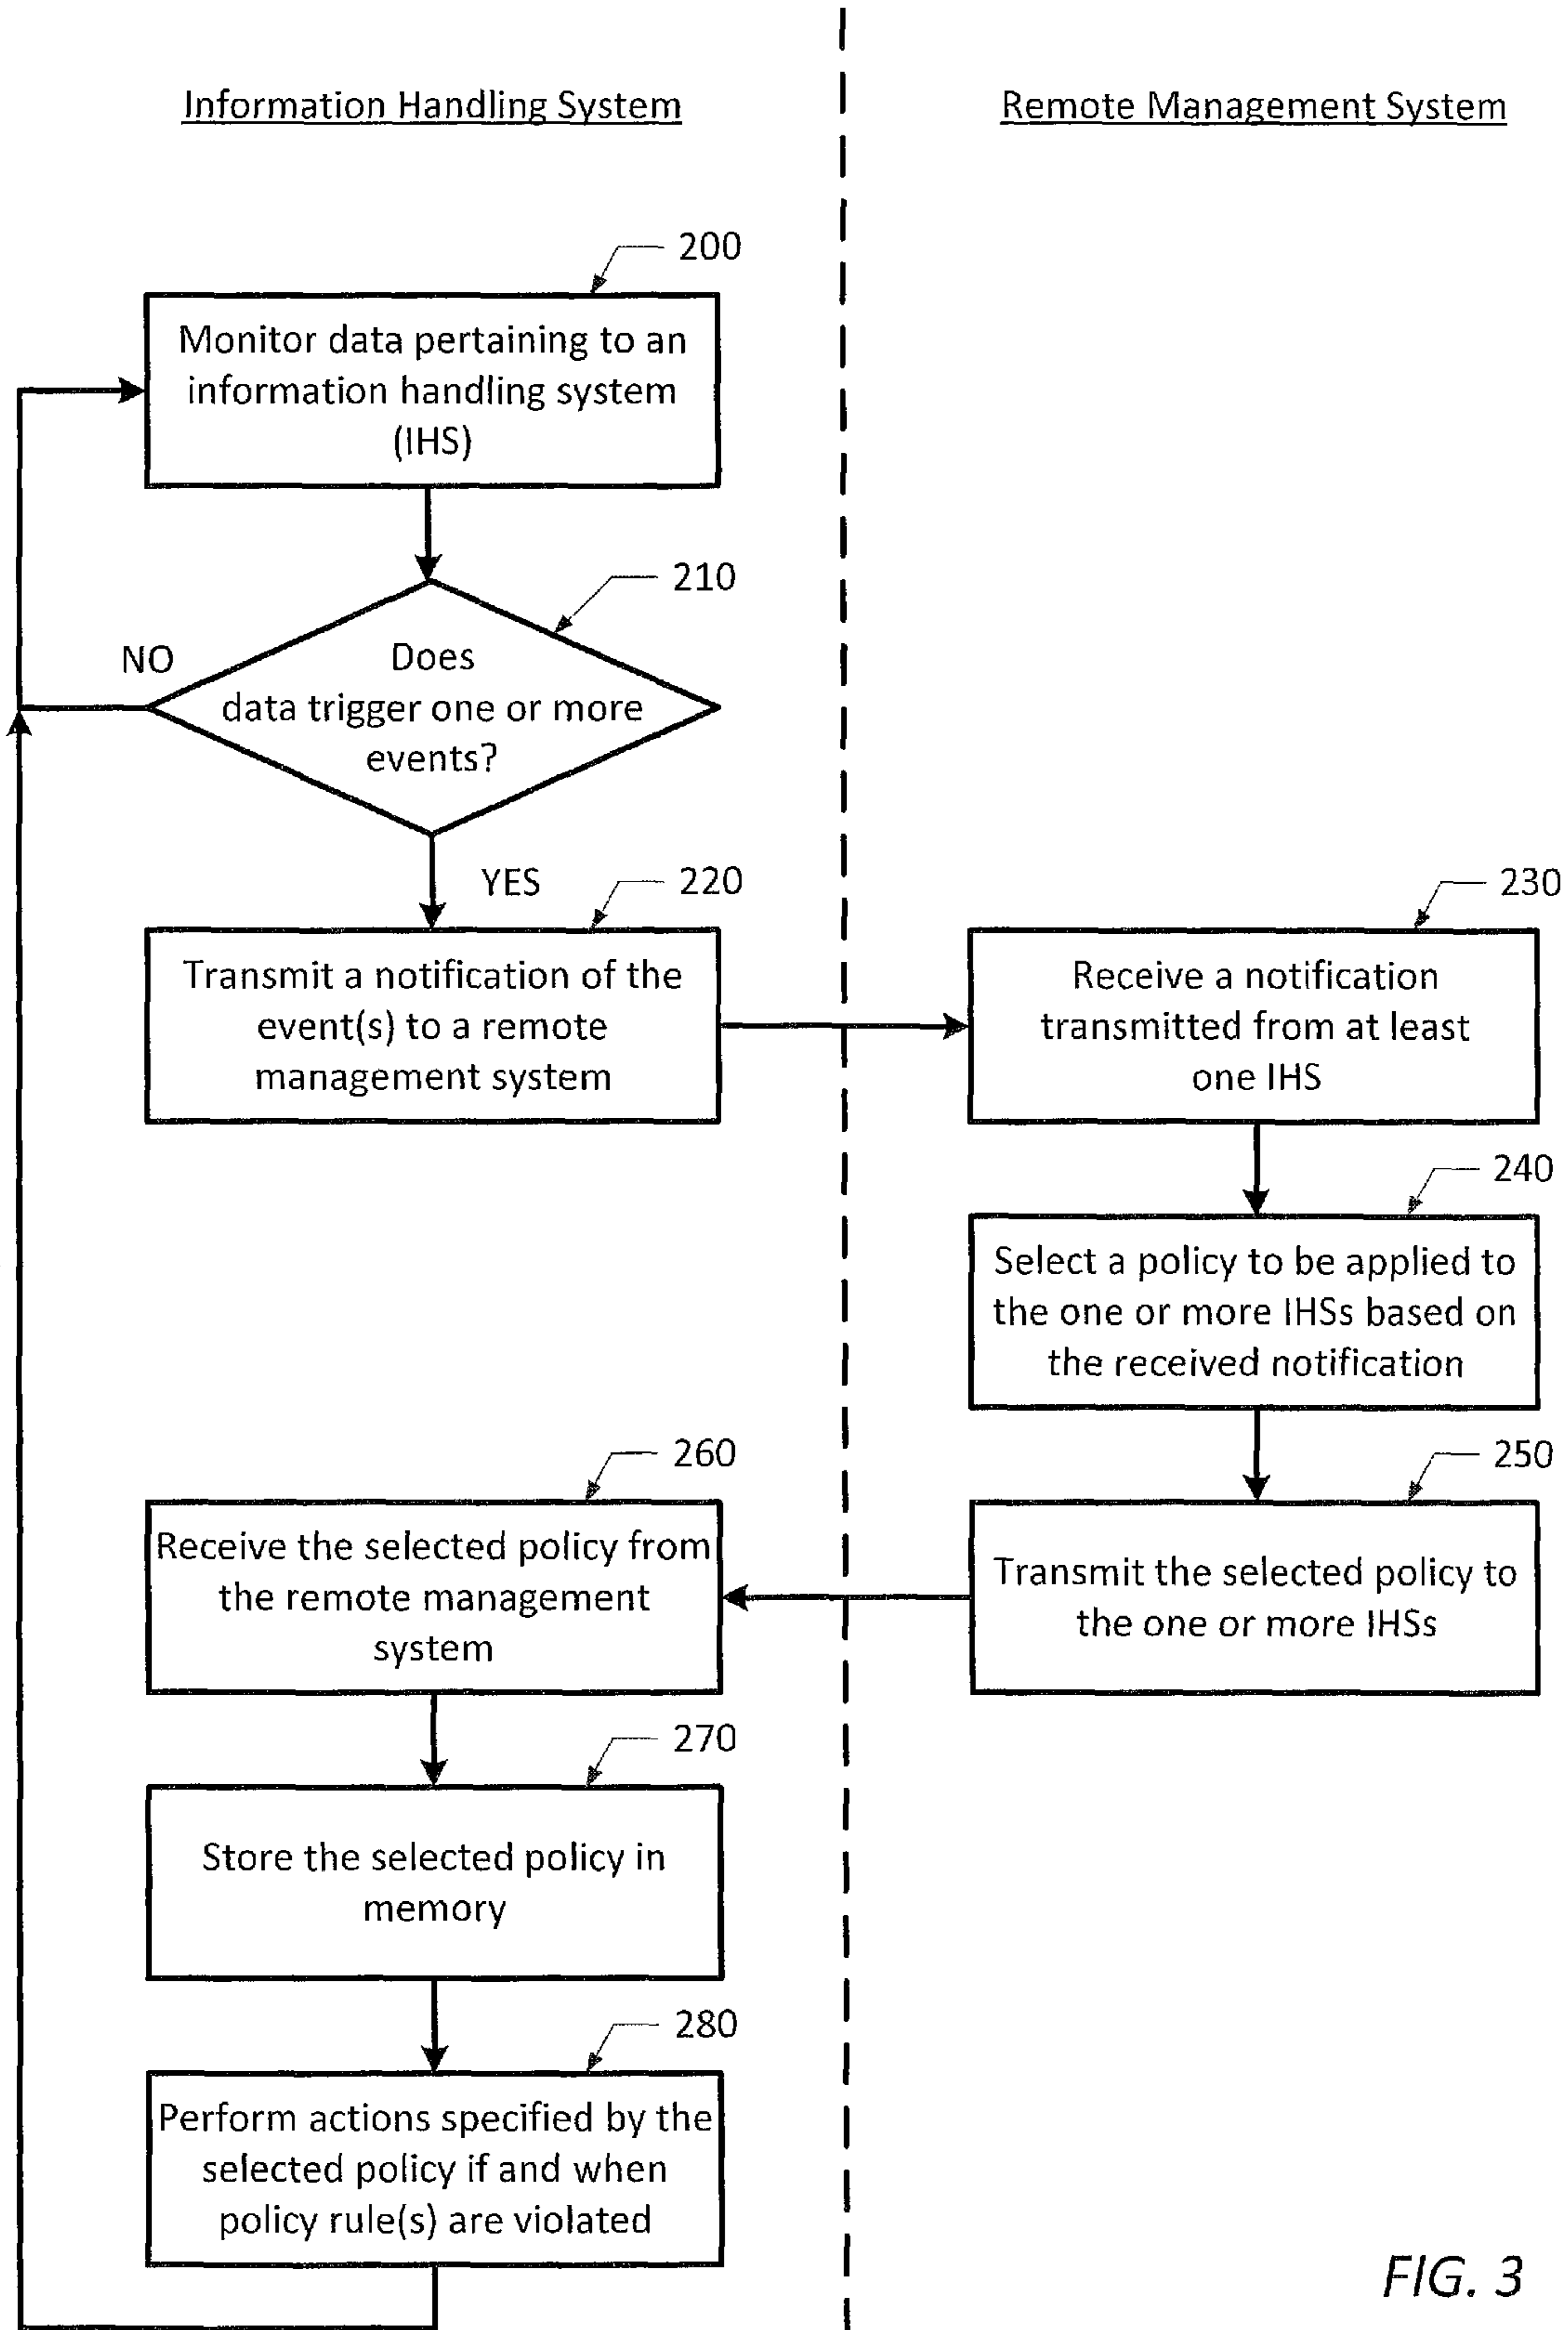 Information Handling System
Remote Management System
200
Monitor data pertaining to an
information handling system
(IHS)
210
NO
Does
data trigger one or more
events?
YES
220
Transmit a notification of the
event(s) to a remote
management system
230
Receive a notification
transmitted from at least
one IHS
240
Select a policy to be applied to
the one or more IHSs based on
the received notification
250
Transmit the selected policy to
the one or more IHSs
260
Receive the selected policy from
the remote management
system
270
Store the selected policy in
memory
280
Perform actions specified by the
selected policy if and when
policy rule(s) are violated
FIG. 3